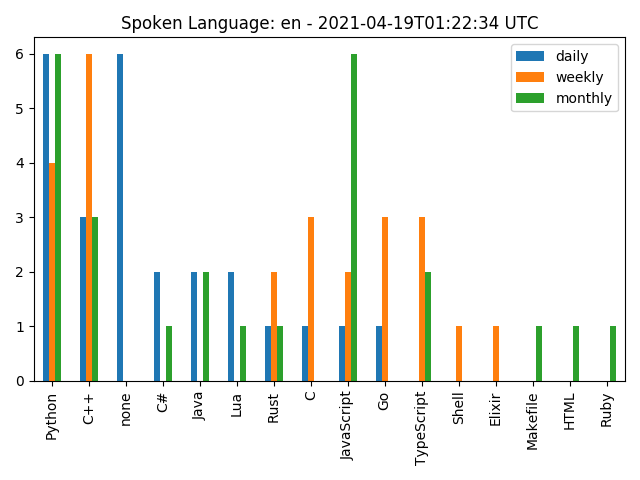 Spoken Language: en - 2021-04-19T01:22:34 UTC
daily
weekly
monthly
6
5
4
3
2
1
0
Python
C++
none
C#
Java
Lua
Rust
C
JavaScript
Go
TypeScript
Shell
Elixir
Makefile
HTML
Ruby